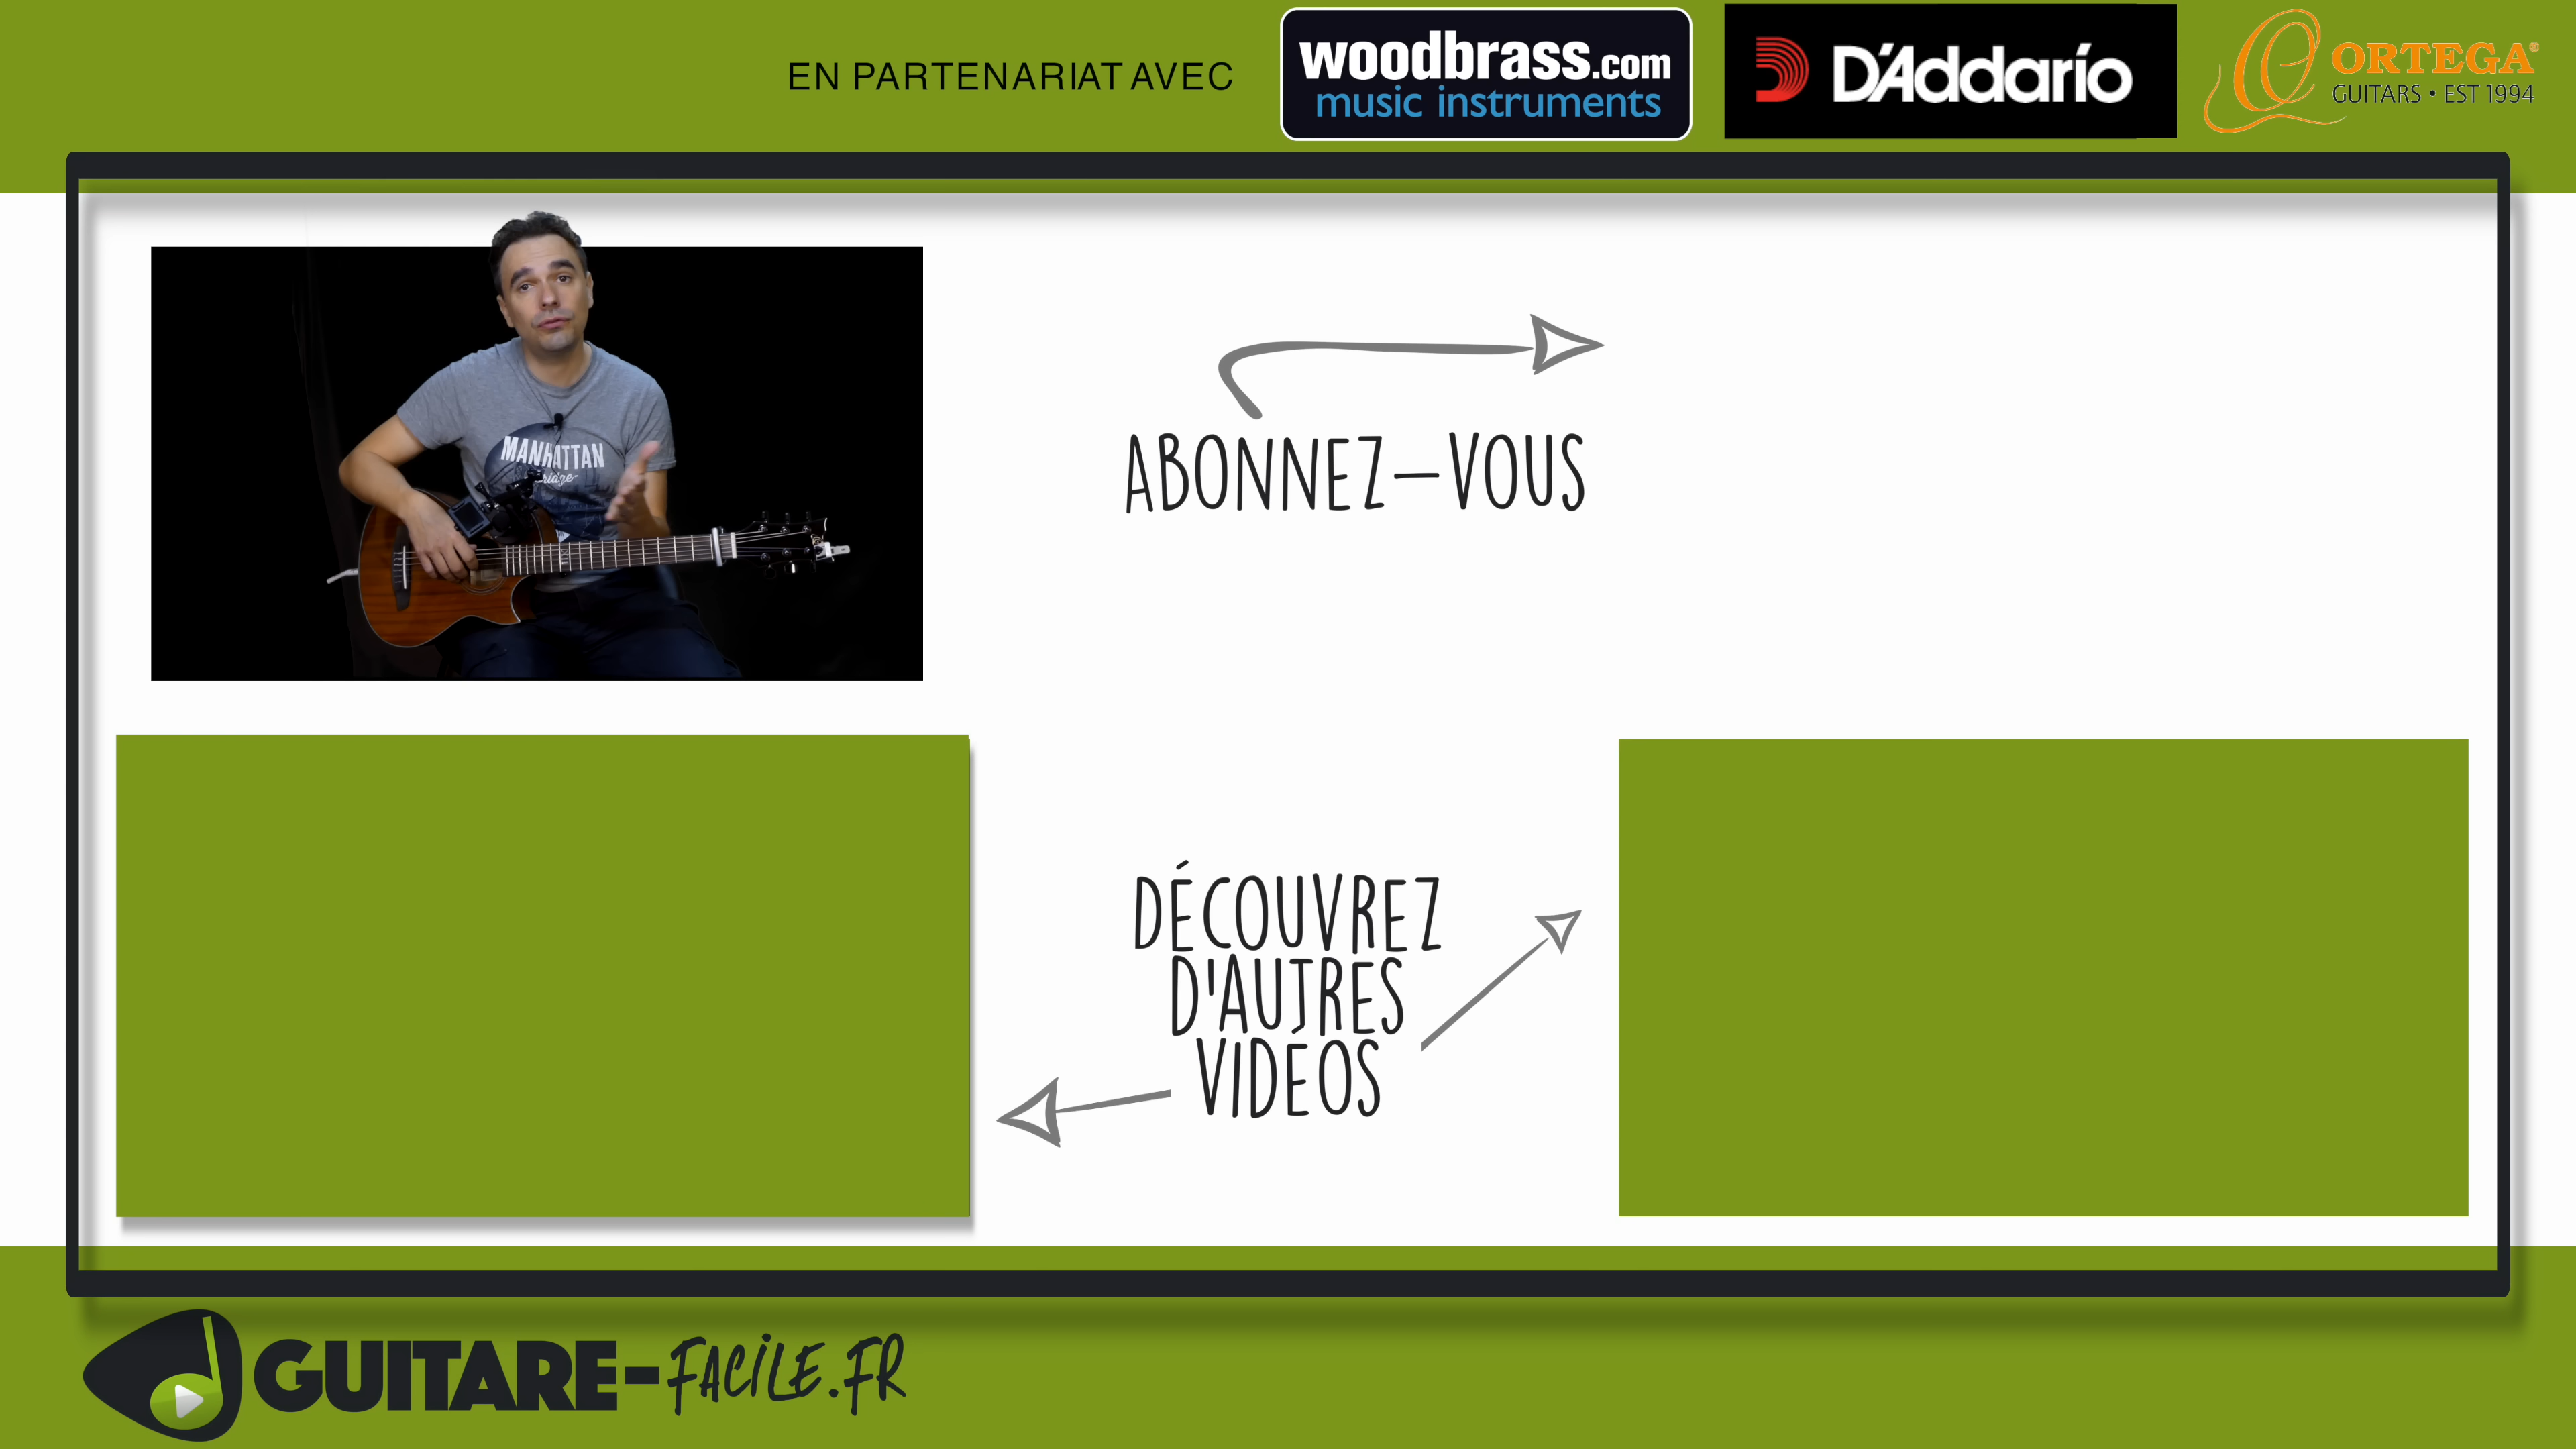 EN PARTENARIAT AVEC
woodbrass.com
music instruments
D'Addario
ORTEGA®
GUITARS • EST 1994
MANHATTAN
ABONNEZ-VOUS
DÉCOUVREZ
D'AUTRES
VIDEOS
GUITARE-FACILE.FR